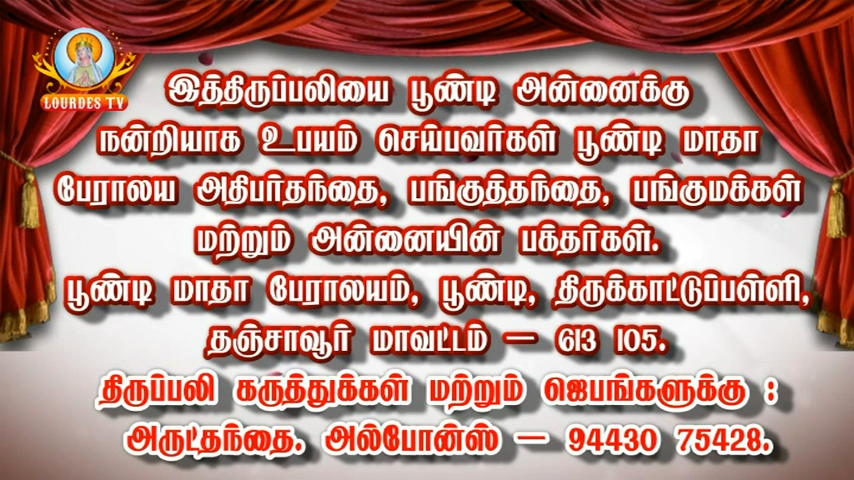 LOURDES TV
இத்திருப்பலியை பூண்டி அன்னைக்கு
நன்றியாக உபயம் செய்பவர்கள் பூண்டி மாதா
பேராலய அதிபர்தந்தை, பங்குத்தந்தை, பங்குமக்கள்
மற்றும் அன்னையின் பக்தர்கள்.
பூண்டி மாதா பேராலயம், பூண்டி, திருக்காட்டுப்பள்ளி,
தஞ்சாவூர் மாவட்டம் – 613 105.
திருப்பலி கருத்துக்கள் மற்றும் ஜெபங்களுக்கு :
அருட்தந்தை. அல்போன்ஸ் – 94430 75428.